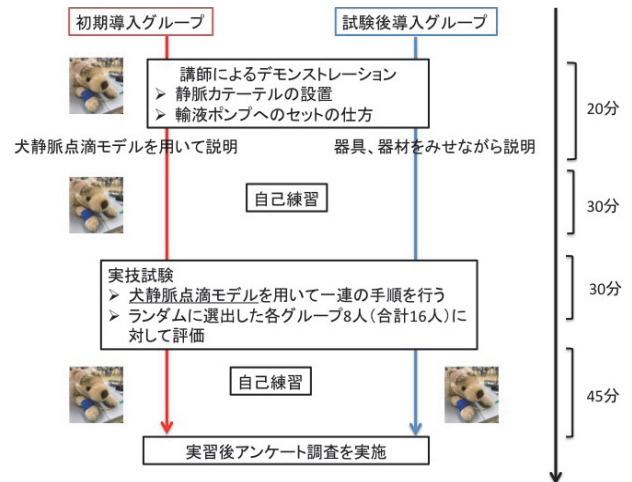 初期導入グループ
試験後導入グループ
講師によるデモンストレーション
➢ 静脈カテーテルの設置
➢ 輸液ポンプへのセットの仕方
20分
犬静脈点滴モデルを用いて説明
器具、器材をみせながら説明
自己練習
30分
実技試験
➢ 犬静脈点滴モデルを用いて一連の手順を行う
➢ ランダムに選出した各グループ8人(合計16人)に
対して評価
30分
自己練習
45分
実習後アンケート調査を実施